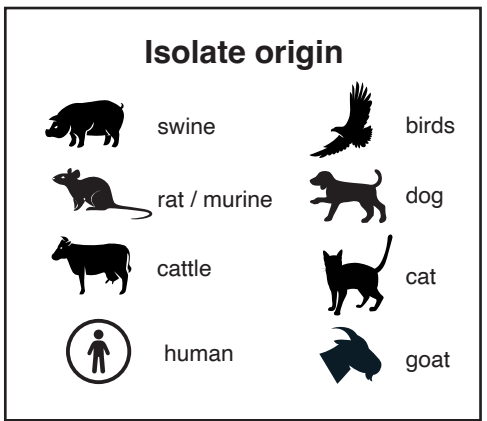 Isolate origin
swine
rat / murine
cattle
human
birds
dog
cat
goat